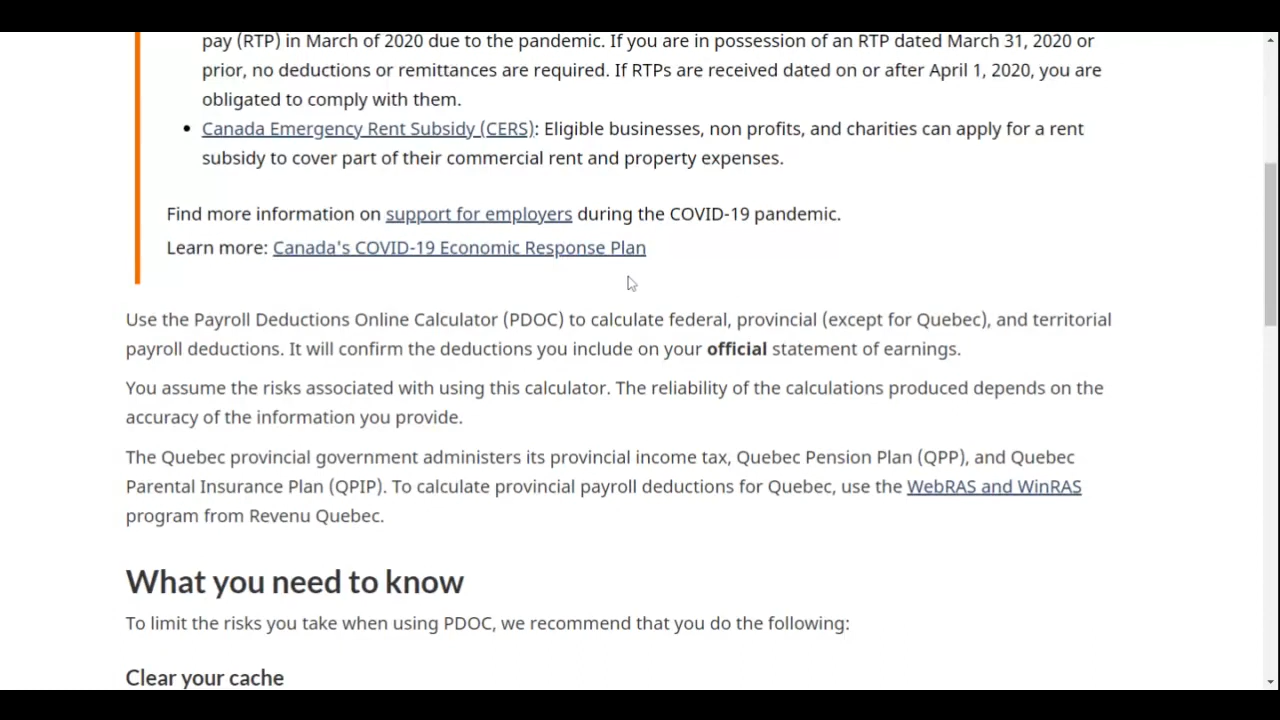 pay (RTP) in March of 2020 due to the pandemic. If you are in possession of an RTP dated March 31, 2020 or
prior, no deductions or remittances are required. If RTPs are received dated on or after April 1, 2020, you are
obligated to comply with them.
• Canada Emergency Rent Subsidy (CERS): Eligible businesses, non profits, and charities can apply for a rent
subsidy to cover part of their commercial rent and property expenses.
Find more information on support for employers during the COVID-19 pandemic.
Learn more: Canada's COVID-19 Economic Response Plan
Use the Payroll Deductions Online Calculator (PDOC) to calculate federal, provincial (except for Quebec), and territorial
payroll deductions. It will confirm the deductions you include on your official statement of earnings.
You assume the risks associated with using this calculator. The reliability of the calculations produced depends on the
accuracy of the information you provide.
The Quebec provincial government administers its provincial income tax, Quebec Pension Plan (QPP), and Quebec
Parental Insurance Plan (QPIP). To calculate provincial payroll deductions for Quebec, use the WebRAS and WinRAS
program from Revenu Quebec.
What you need to know
To limit the risks you take when using PDOC, we recommend that you do the following:
Clear your cache